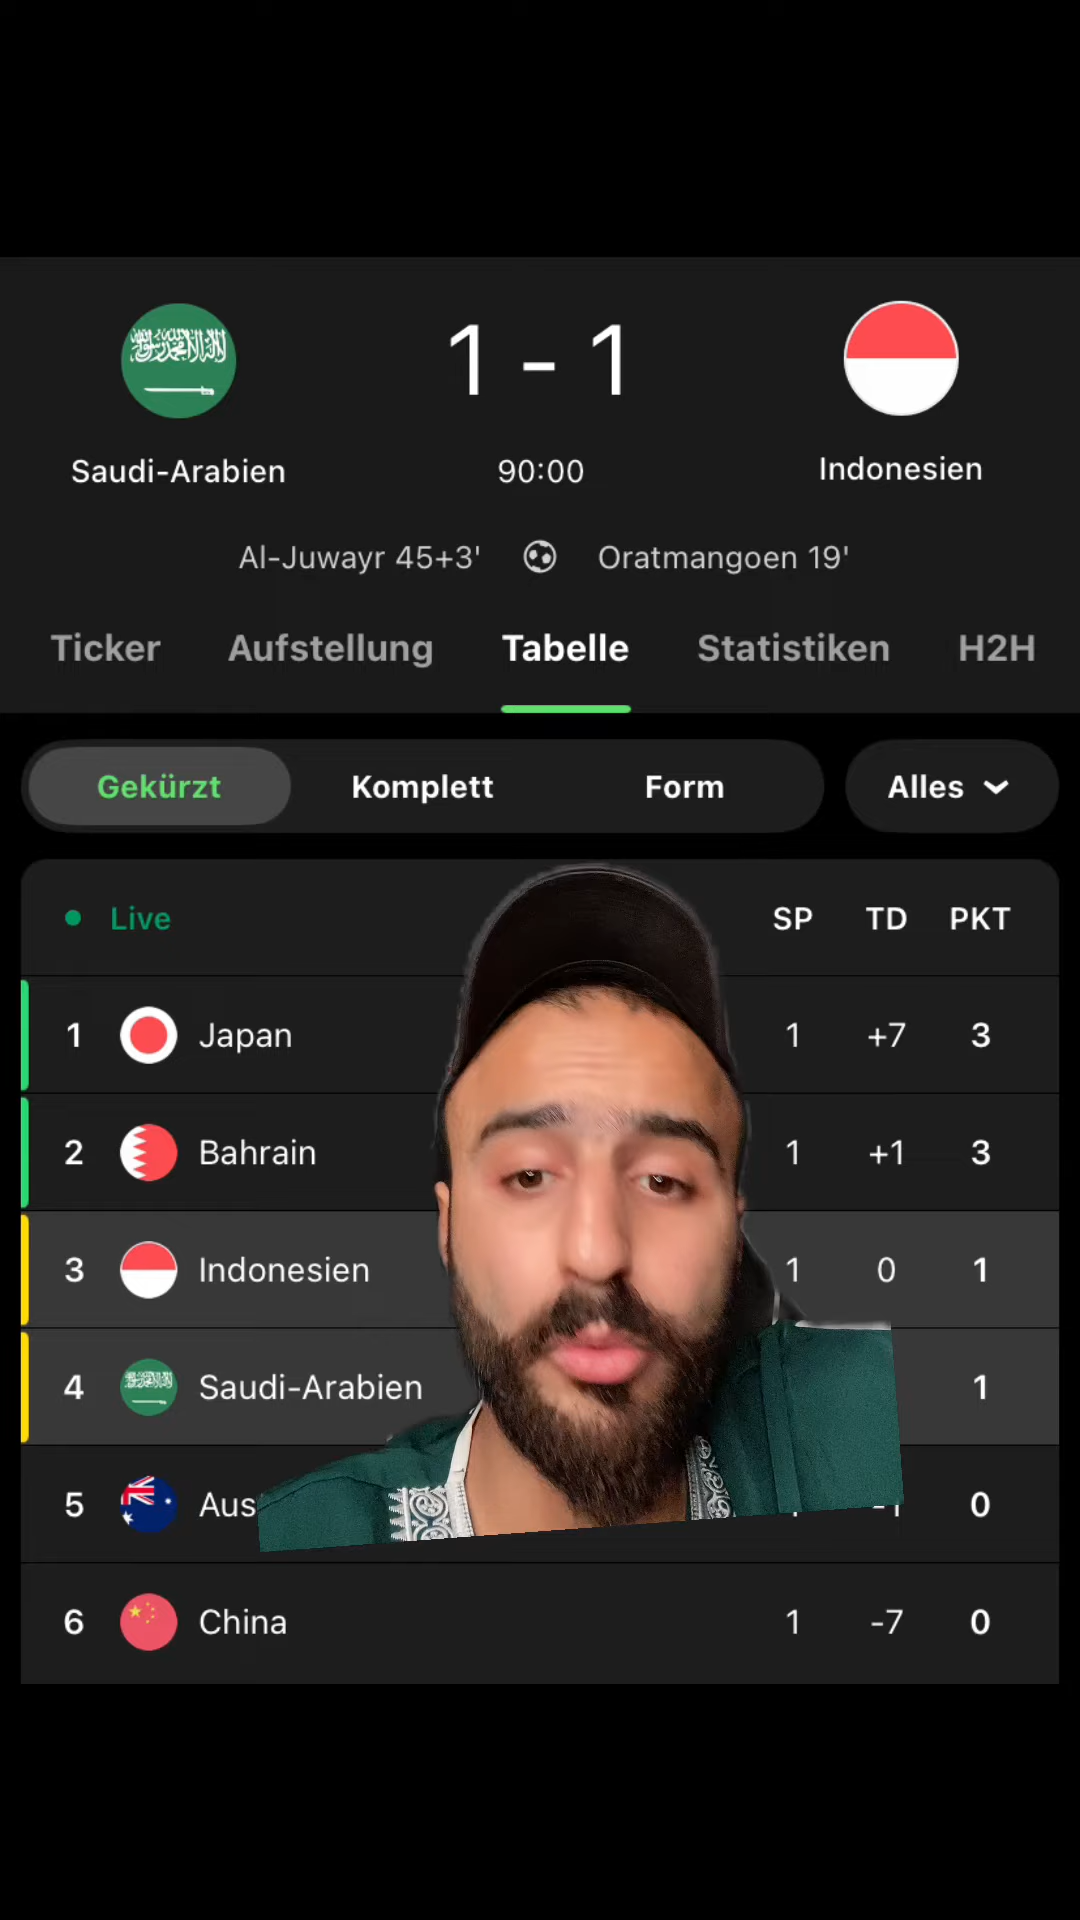 1 - 1
Saudi-Arabien 90:00 Indonesien
Al-Juwayr 45+3' Oratmangoen 19'
Ticker Aufstellung Tabelle Statistiken H2H
Gekürzt Komplett Form Alles
Live SP TD PKT
1 Japan 1 +7 3
2 Bahrain 1 +1 3
3 Indonesien 1 0 1
4 Saudi-Arabien 1
5 Aus 0
6 China 1 -7 0